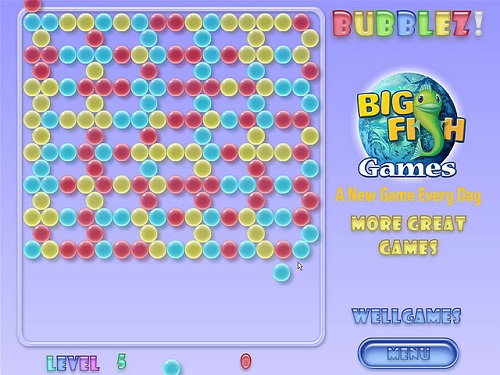 BUBBLEZ!
BIG
FISH
Games
A New Game Every Day
MORE GREAT
GAMES
WELLGAMES
MENU
LEVEL 5 0